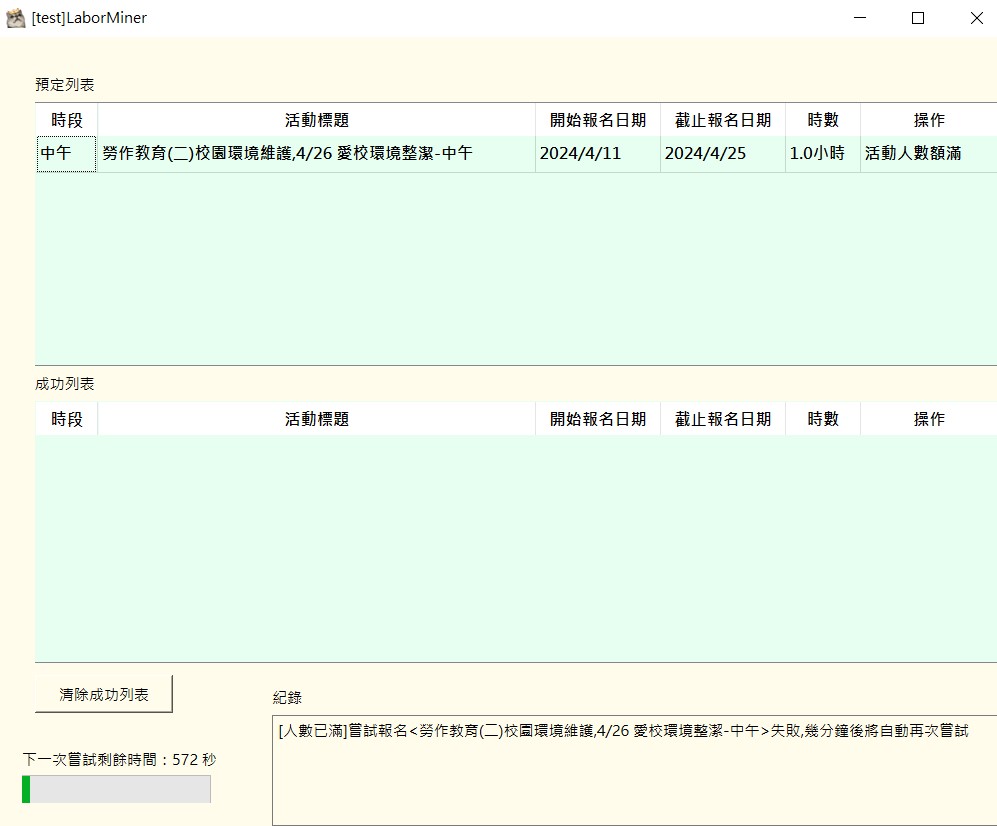 [test]LaborMiner
預定列表
時段 活動標題 開始報名日期 截止報名日期 時數 操作
中午 勞作教育(二)校園環境維護,4/26 愛校環境整潔-中午 2024/4/11 2024/4/25 1.0小時 活動人數額滿
成功列表
時段 活動標題 開始報名日期 截止報名日期 時數 操作
清除成功列表
紀錄
[人數已滿]嘗試報名<勞作教育(二)校園環境維護,4/26 愛校環境整潔-中午>失敗,幾分鐘後將自動再次嘗試
下一次嘗試剩餘時間：572 秒